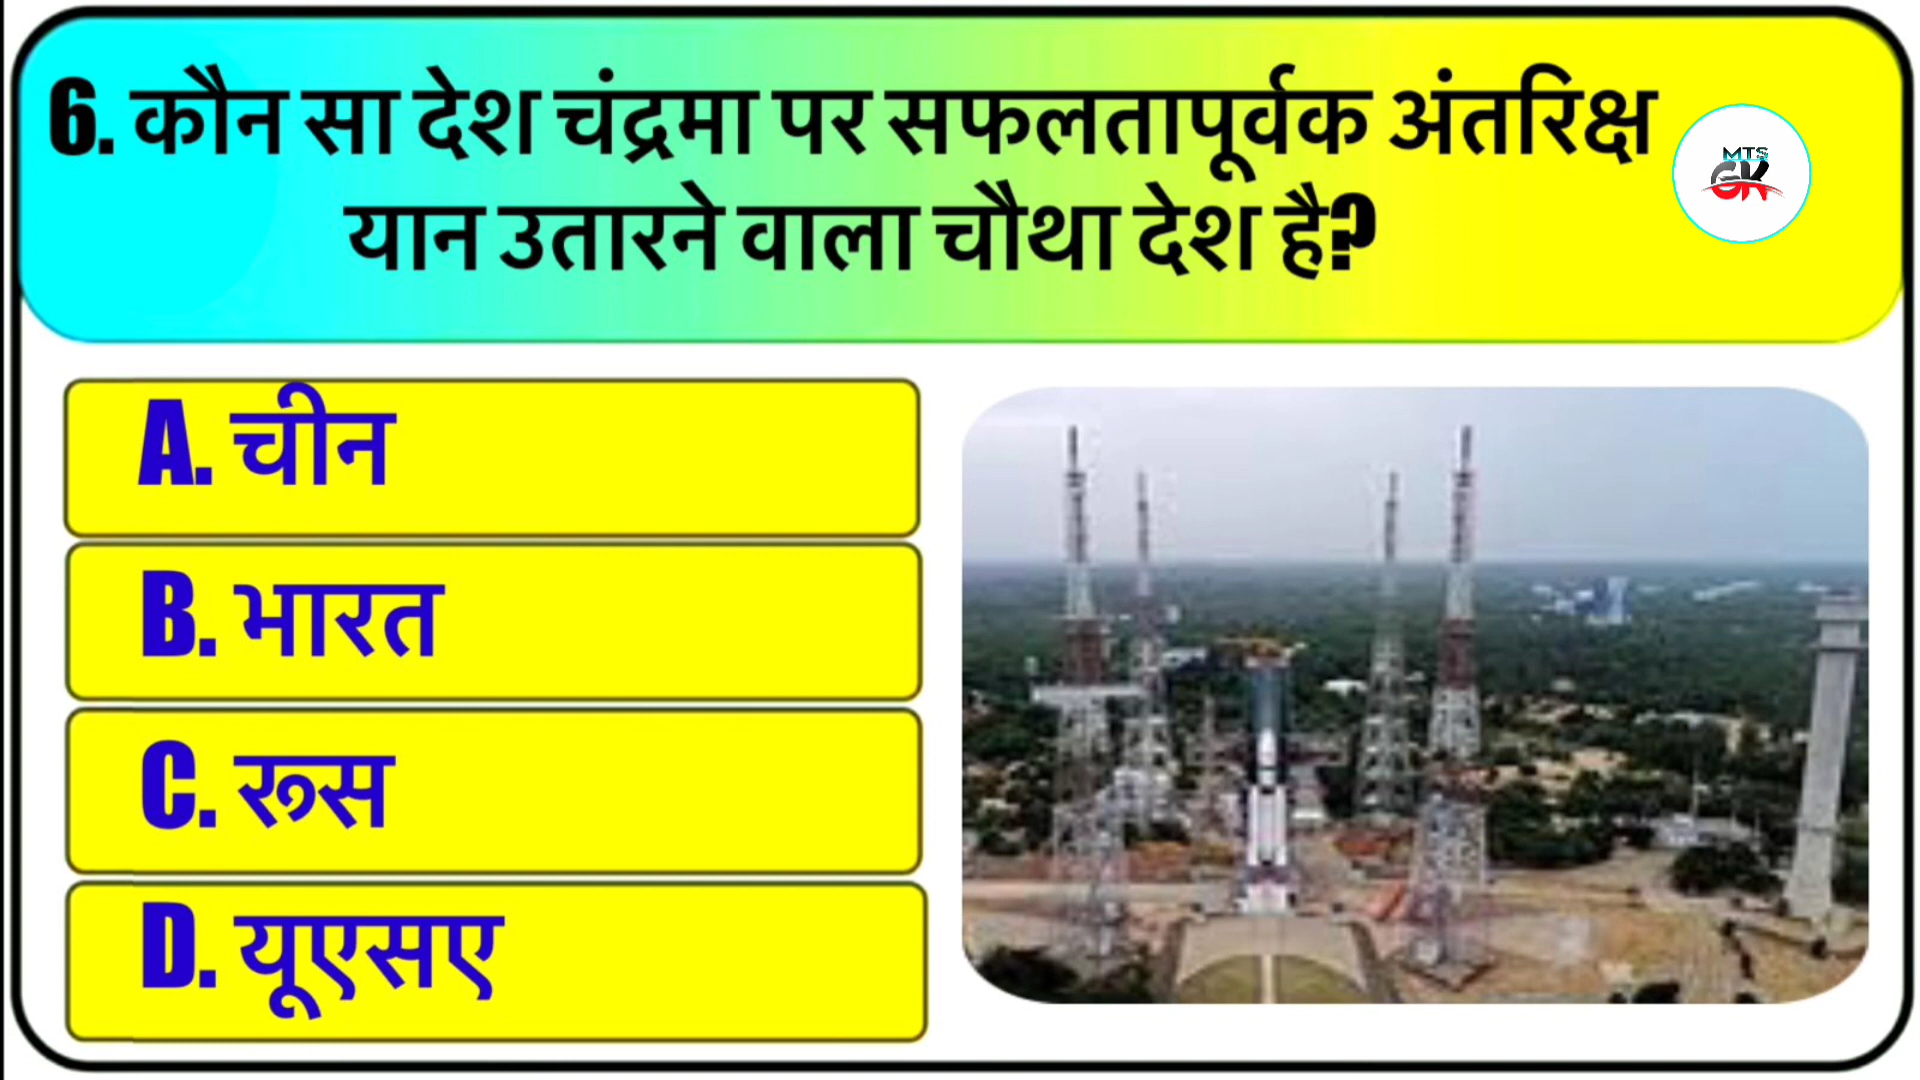 6. कौन सा देश चंद्रमा पर सफलतापूर्वक अंतरिक्ष
यान उतारने वाला चौथा देश है?
MTS
GK
A. चीन
B. भारत
C. रूस
D. यूएसए